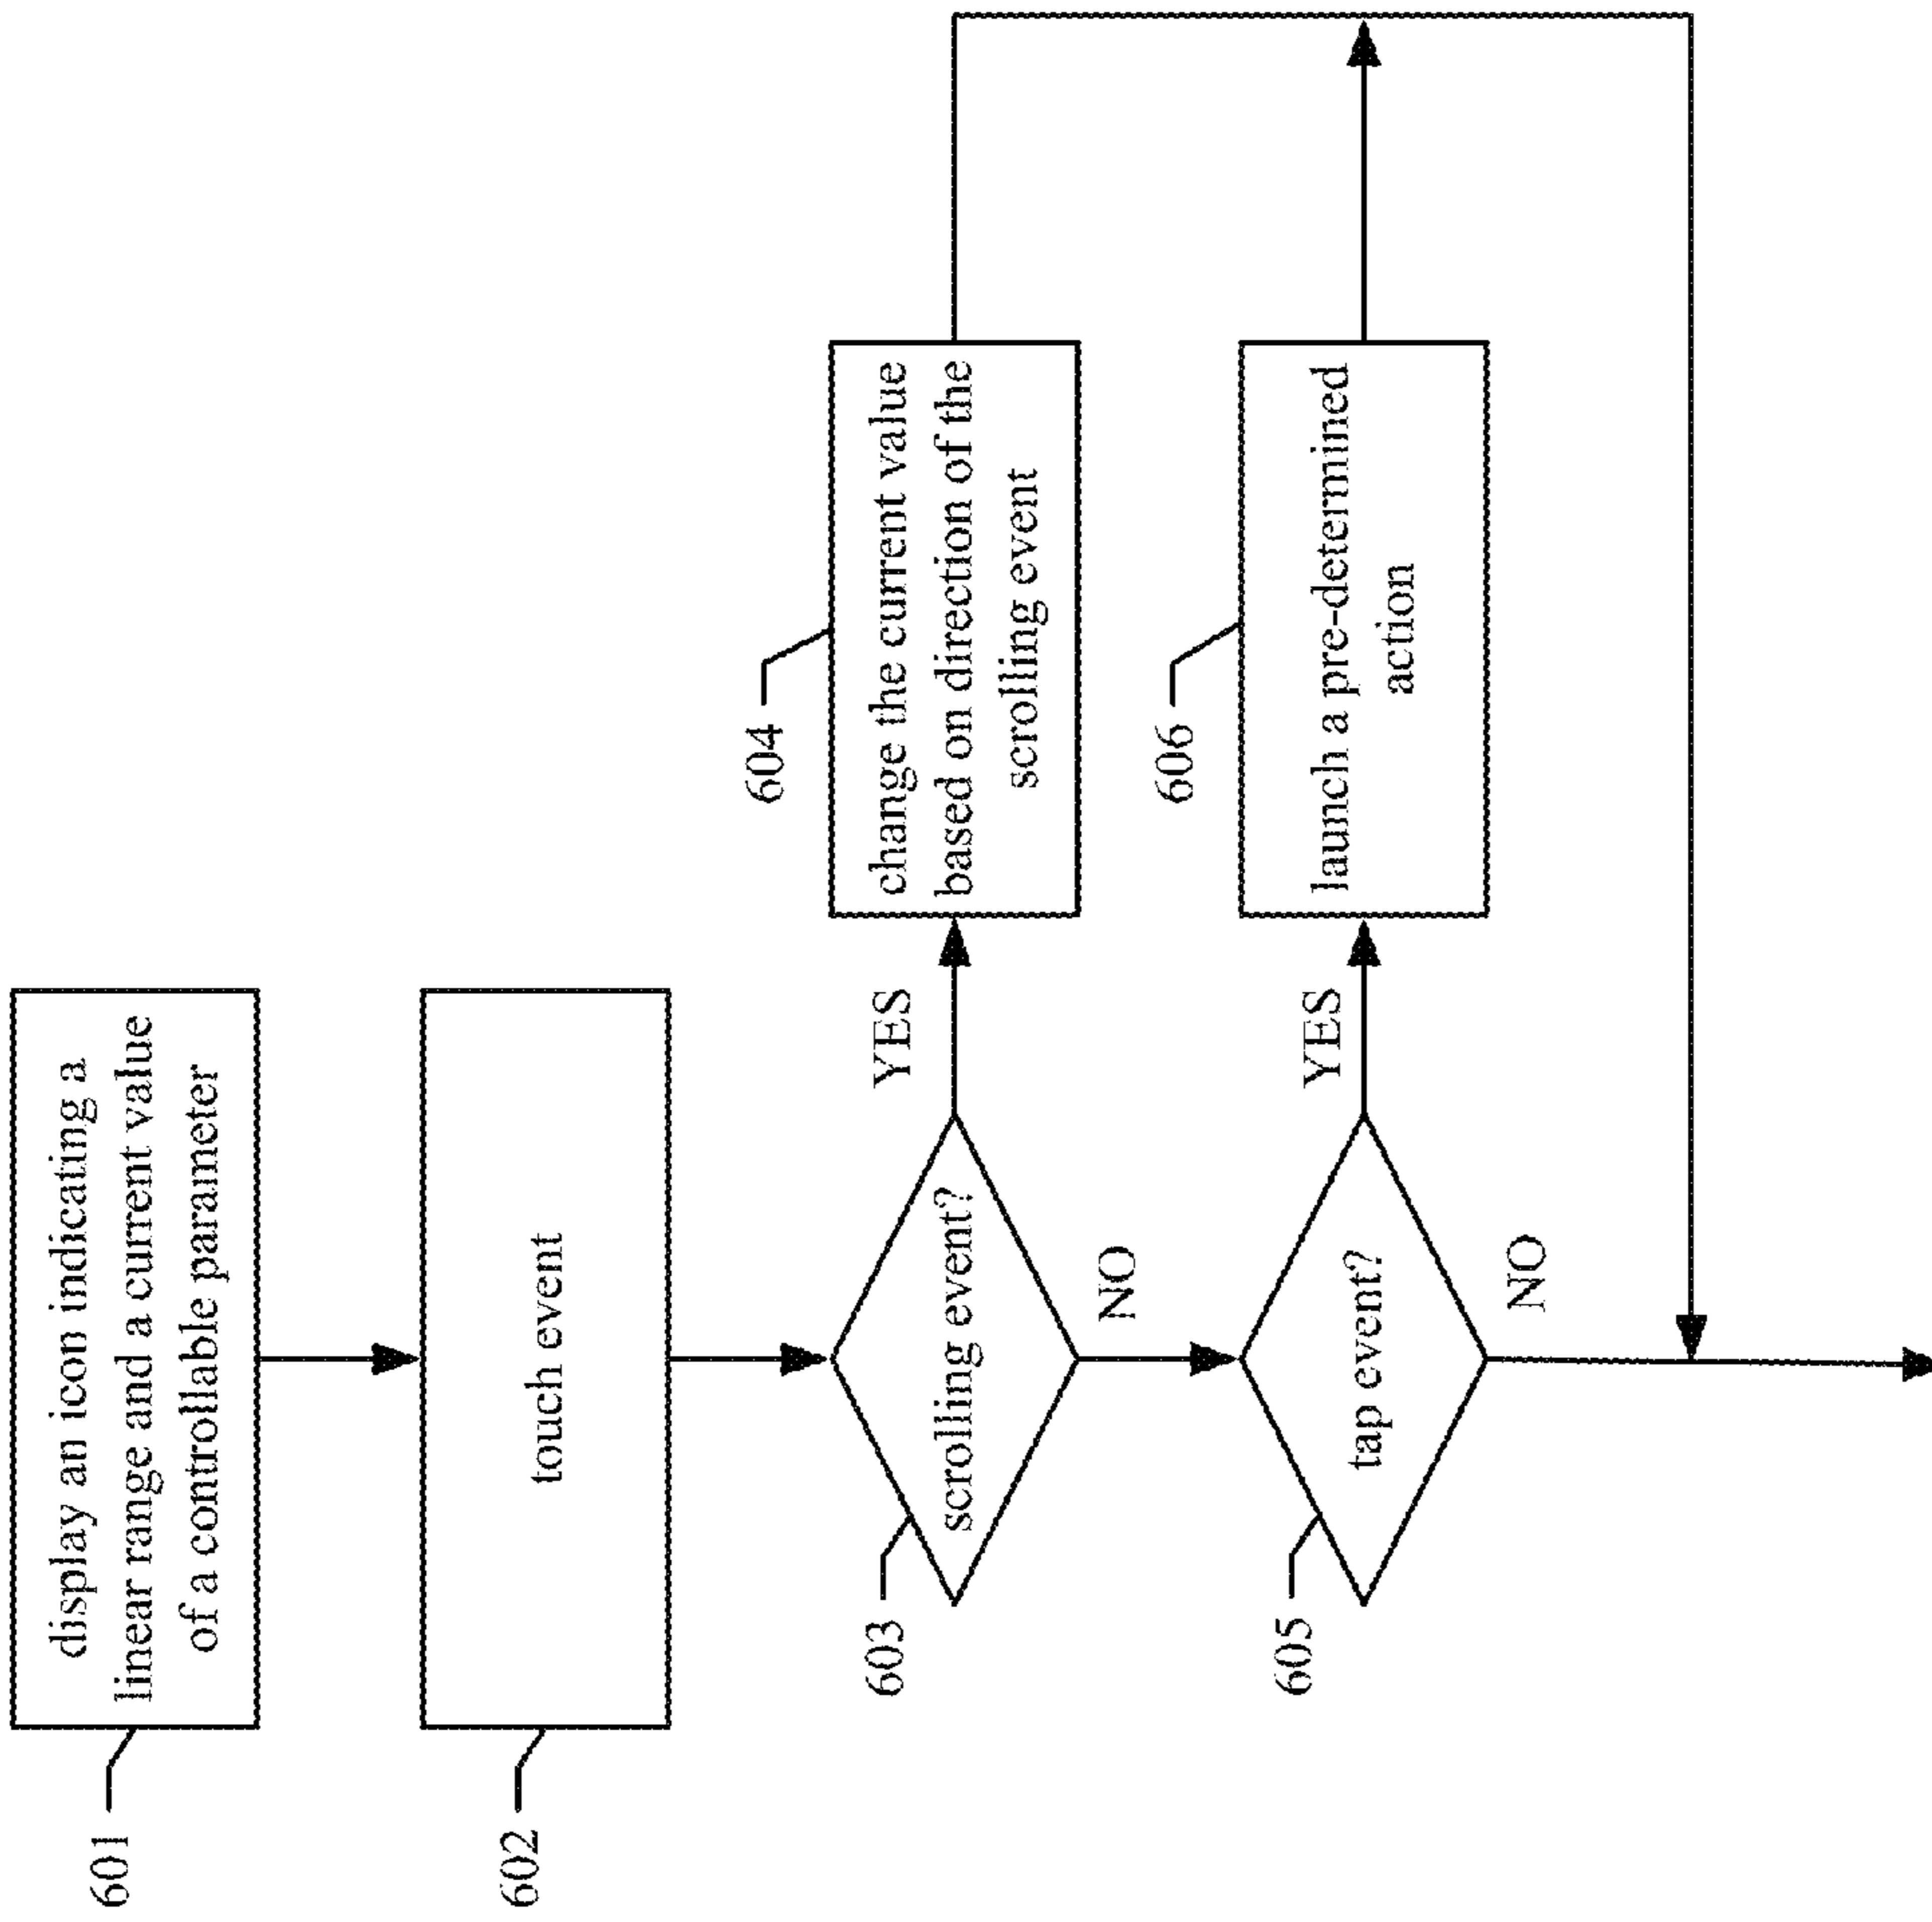 601
display an icon indicating a
linear range and a current value
of a controllable parameter
602
touch event
603
scrolling event?
YES
604
change the current value
based on direction of the
scrolling event
NO
605
tap event?
YES
606
launch a pre-determined
action
NO